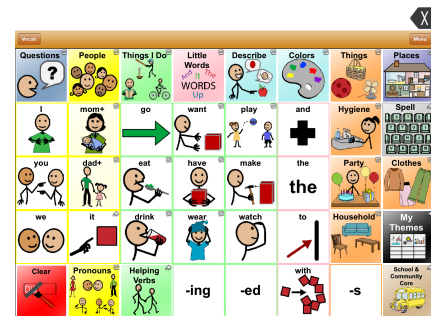 X
Vocab
Menu
Questions
People
Things I Do
Little
Words
And It The
WORDS
Up
Describe
Colors
Things
Places
?
I
mom+
go
want
play
and
Hygiene
Spell
you
dad+
eat
have
make
the
the
Party
Clothes
we
it
drink
wear
watch
to
Household
My
Themes
Clear
Pronouns
Helping
Verbs
-ing
-ed
with
-s
School &
Community
Core